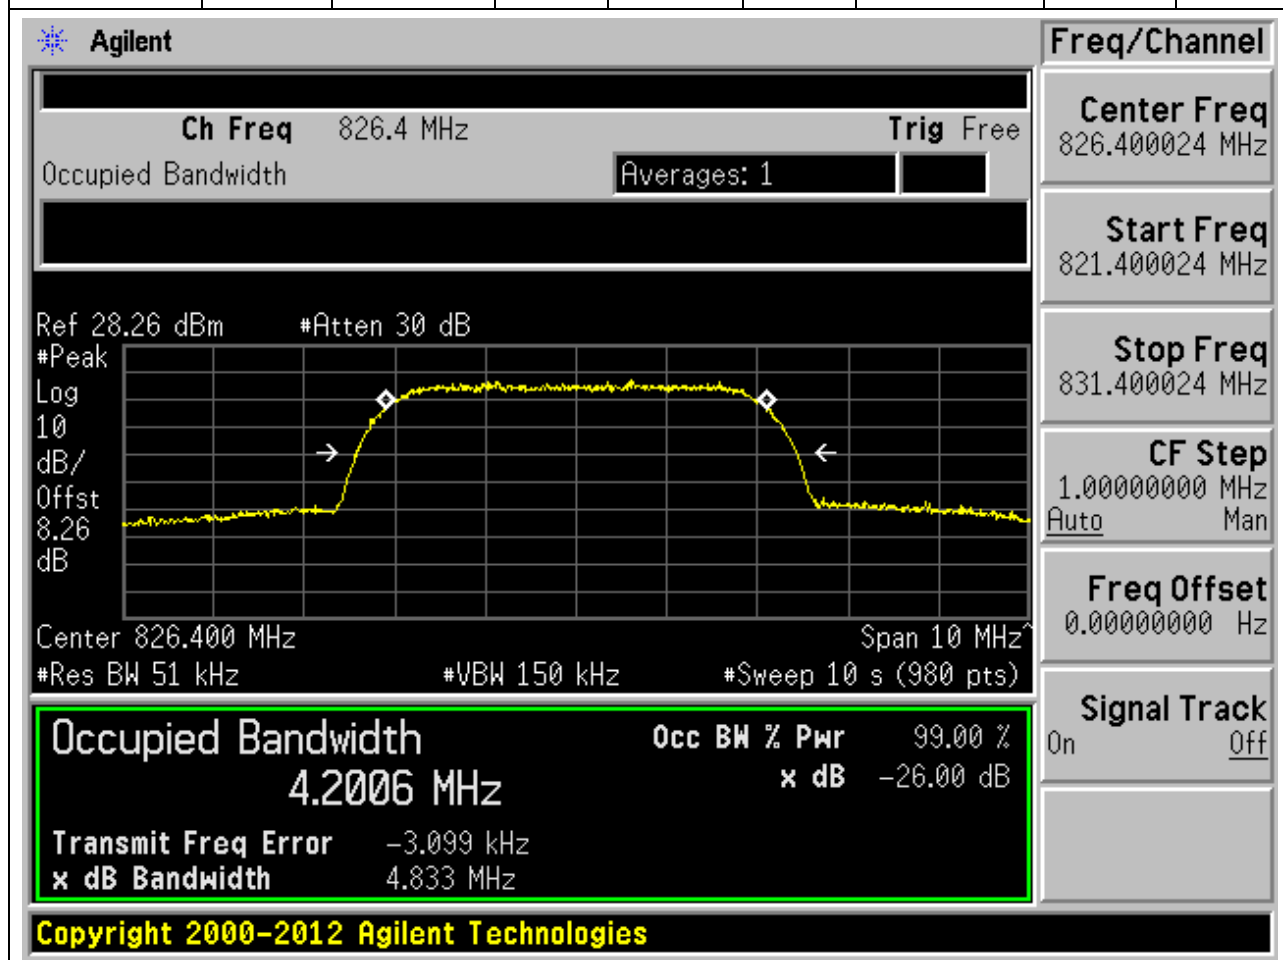 Agilent
Freq/Channel
Ch Freq 826.4 MHz Trig Free
Occupied Bandwidth Averages: 1
Center Freq
826.400024 MHz
Start Freq
821.400024 MHz
Stop Freq
831.400024 MHz
CF Step
1.00000000 MHz
Auto Man
Freq Offset
0.00000000 Hz
Signal Track
On Off
Ref 28.26 dBm #Atten 30 dB
#Peak
Log
10
dB/
Offst
8.26
dB
Center 826.400 MHz Span 10 MHz^
#Res BW 51 kHz #VBW 150 kHz #Sweep 10 s (980 pts)
Occupied Bandwidth Occ BW % Pwr 99.00 %
4.2006 MHz x dB -26.00 dB
Transmit Freq Error -3.099 kHz
x dB Bandwidth 4.833 MHz
Copyright 2000-2012 Agilent Technologies